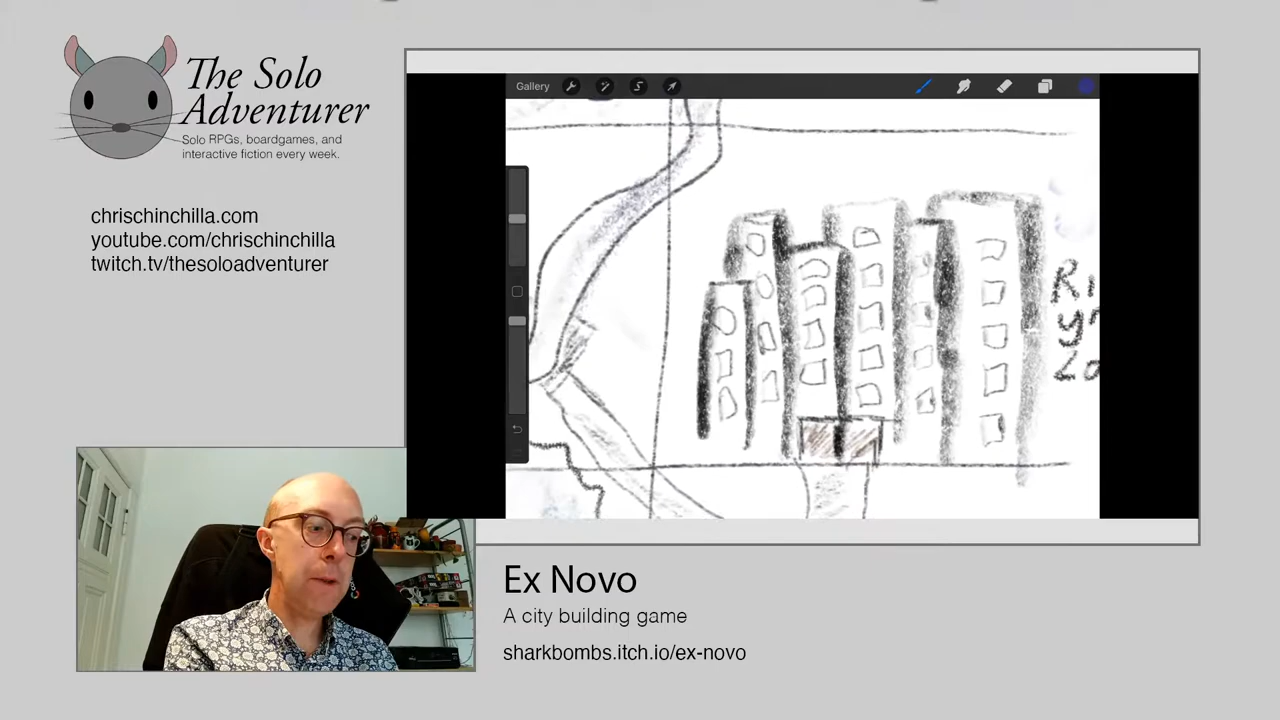 The Solo
Adventurer
Solo RPGs, boardgames, and
interactive fiction every week.
chrischinchilla.com
youtube.com/chrischinchilla
twitch.tv/thesoloadventurer
Gallery
Ex Novo
A city building game
sharkbombs.itch.io/ex-novo